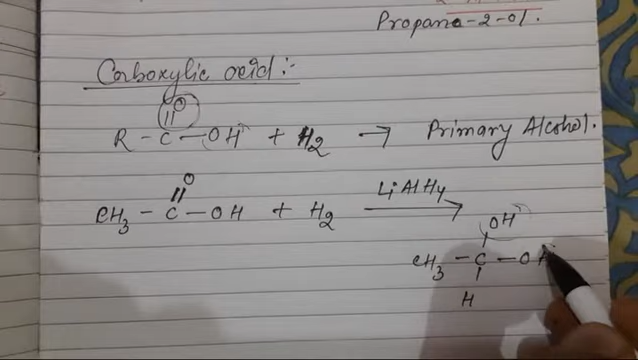 Propane-2-ol.
Carboxylic acid :-
O
||
R - C - OH + H2 → Primary Alcohol.
O
||
CH3 - C - OH + H2 LiAlH4 →
OH
|
CH3 - C - OH
|
H